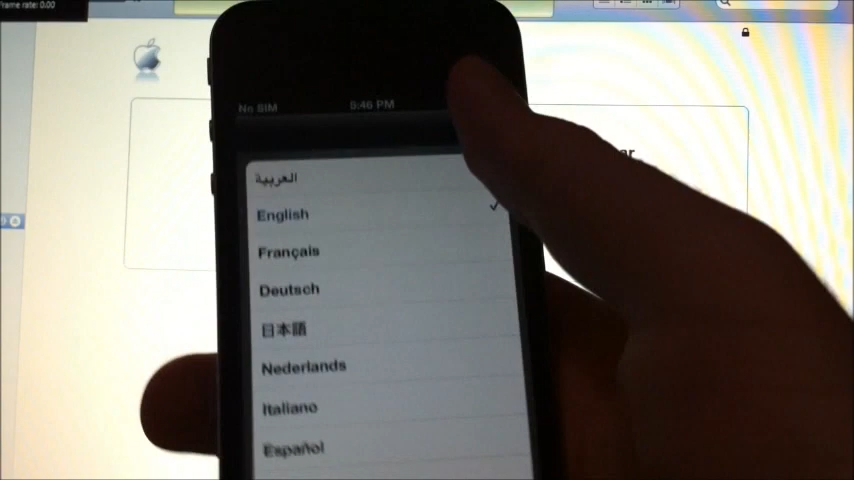 Frame rate: 0.00
No SIM
5:46 PM
العربية
English
Français
Deutsch
日本語
Nederlands
Italiano
Español